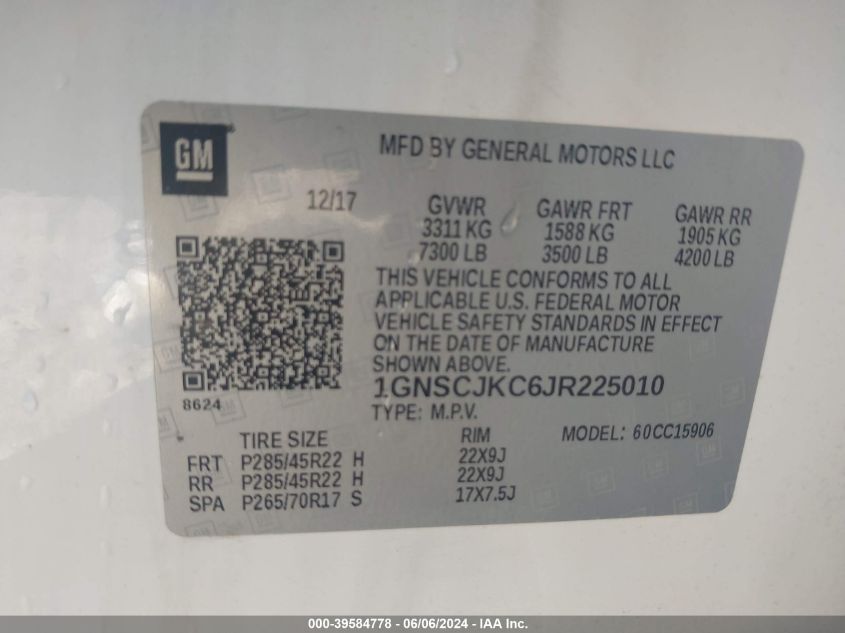 GM
MFD BY GENERAL MOTORS LLC
12/17
GVWR GAWR FRT GAWR RR
3311 KG 1588 KG 1905 KG
7300 LB 3500 LB 4200 LB
THIS VEHICLE CONFORMS TO ALL
APPLICABLE U.S. FEDERAL MOTOR
VEHICLE SAFETY STANDARDS IN EFFECT
ON THE DATE OF MANUFACTURE
SHOWN ABOVE.
8624
1GNSCJKC6JR225010
TYPE: M.P.V.
TIRE SIZE RIM MODEL: 60CC15906
FRT P285/45R22 H 22X9J
RR P285/45R22 H 22X9J
SPA P265/70R17 S 17X7.5J
000-39584778 - 06/06/2024 - IAA Inc.